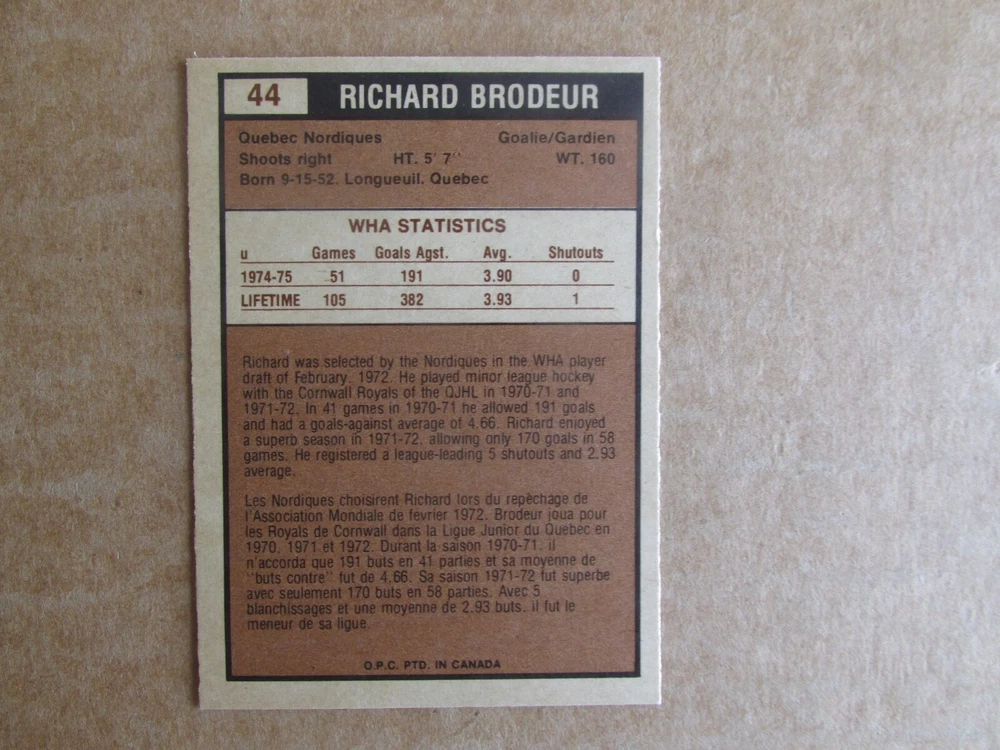 44 RICHARD BRODEUR
Quebec Nordiques Goalie/Gardien
Shoots right HT. 5' 7'' WT. 160
Born 9-15-52. Longueuil. Quebec
WHA STATISTICS
u Games Goals Agst. Avg. Shutouts
1974-75 51 191 3.90 0
LIFETIME 105 382 3.93 1
Richard was selected by the Nordiques in the WHA player
draft of February. 1972. He played minor league hockey
with the Cornwall Royals of the QJHL in 1970-71 and
1971-72. In 41 games in 1970-71 he allowed 191 goals
and had a goals-against average of 4.66. Richard enjoyed
a superb season in 1971-72. allowing only 170 goals in 58
games. He registered a league-leading 5 shutouts and 2.93
average.
Les Nordiques choisirent Richard lors du repêchage de
l'Association Mondiale de fevrier 1972. Brodeur joua pour
les Royals de Cornwall dans la Ligue Junior du Quebec en
1970, 1971 et 1972. Durant la saison 1970-71. il
n'accorda que 191 buts en 41 parties et sa moyenne de
"buts contre" fut de 4.66. Sa saison 1971-72 fut superbe
avec seulement 170 buts en 58 parties. Avec 5
blanchissages et une moyenne de 2.93 buts. il fut le
meneur de sa ligue.
O.P.C. PTD. IN CANADA